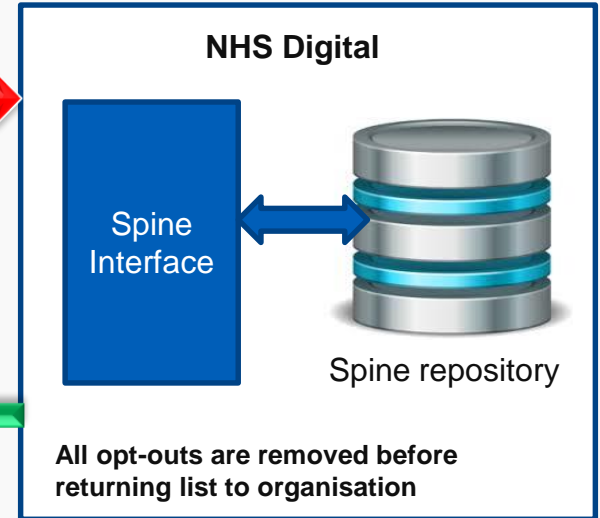 NHS Digital
Spine
Interface
Spine repository
All opt-outs are removed before
returning list to organisation